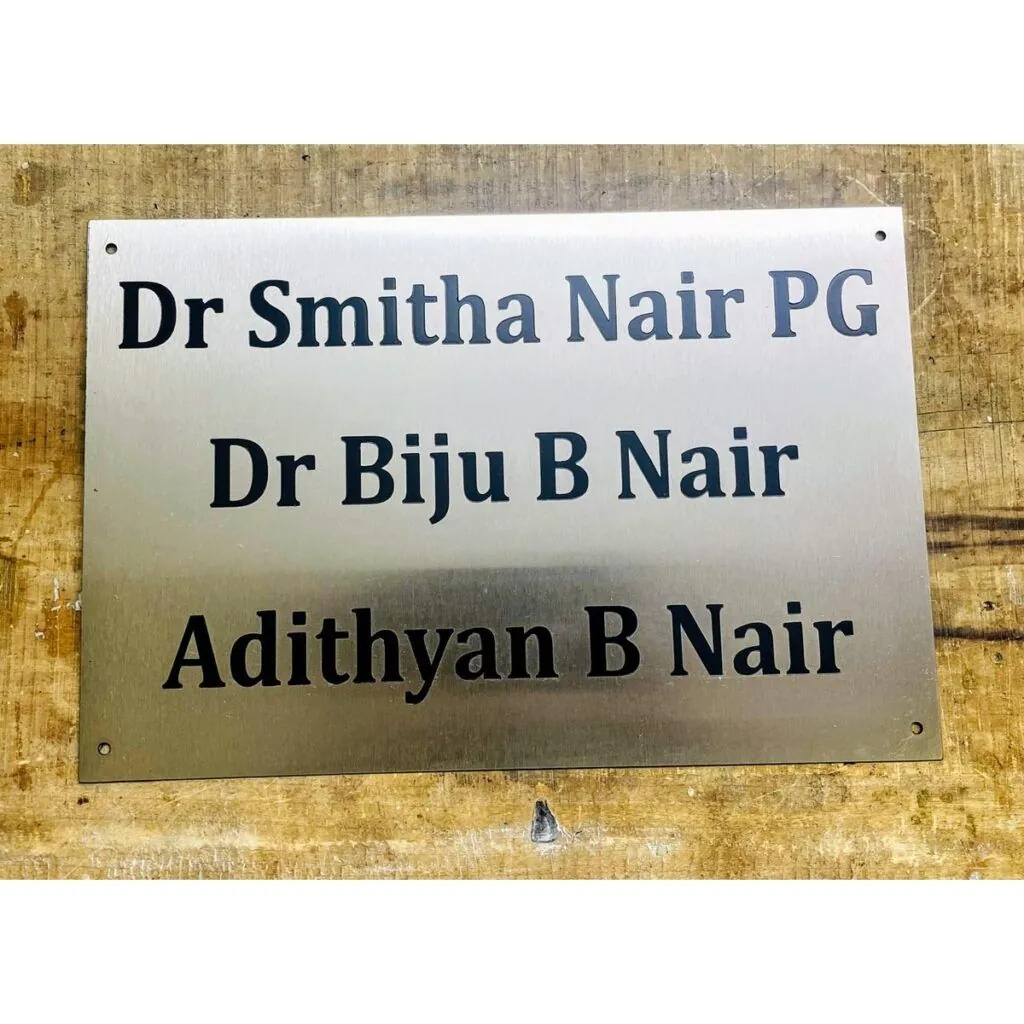 Dr Smitha Nair PG
Dr Biju B Nair
Adithyan B Nair